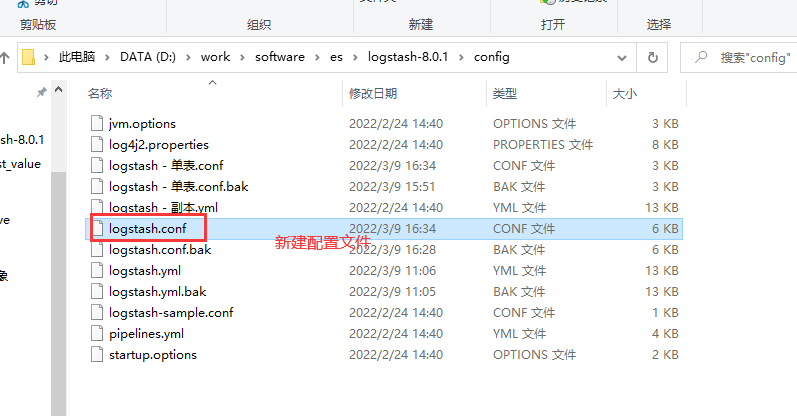 剪贴板 组织 新建 打开 选择
此电脑 DATA (D:) work software es logstash-8.0.1 config 搜索"config"
名称 修改日期 类型 大小
jvm.options 2022/2/24 14:40 OPTIONS 文件 3 KB
log4j2.properties 2022/2/24 14:40 PROPERTIES 文件 8 KB
sh-8.0.1
logstash - 单表.conf 2022/3/9 16:34 CONF 文件 3 KB
st_value
logstash - 单表.conf.bak 2022/3/9 15:51 BAK 文件 3 KB
logstash - 副本.yml 2022/2/24 14:40 YML 文件 13 KB
ve
logstash.conf 2022/3/9 16:34 CONF 文件 6 KB
新建配置文件
logstash.conf.bak 2022/3/9 16:28 BAK 文件 6 KB
logstash.yml 2022/3/9 11:06 YML 文件 13 KB
象
logstash.yml.bak 2022/3/9 11:05 BAK 文件 13 KB
logstash-sample.conf 2022/2/24 14:40 CONF 文件 1 KB
pipelines.yml 2022/2/24 14:40 YML 文件 4 KB
startup.options 2022/2/24 14:40 OPTIONS 文件 2 KB